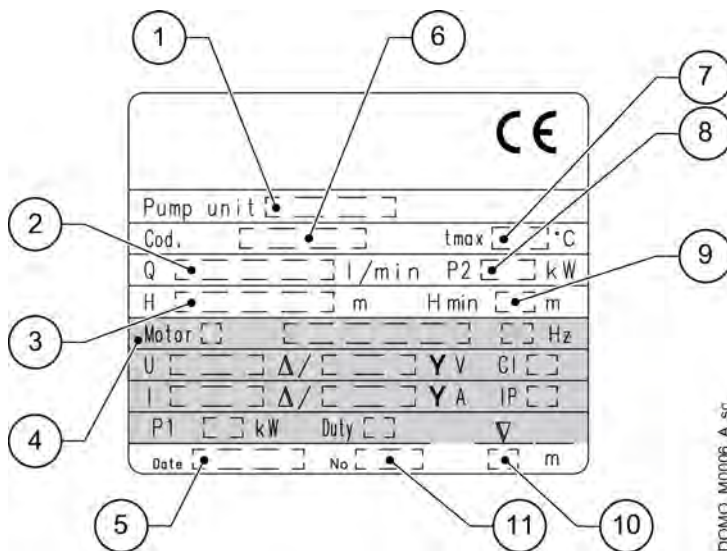 1
6
7
CE
8
Pump unit
2
Cod. tmax °C
Q l/min P2 kW
9
H m H min m
3
Motor Hz
U Δ/ Y V Cl
I Δ/ Y A IP
4
P1 kW Duty ∇
Date No m
5
11
10
DOMO_M0006_A_sc